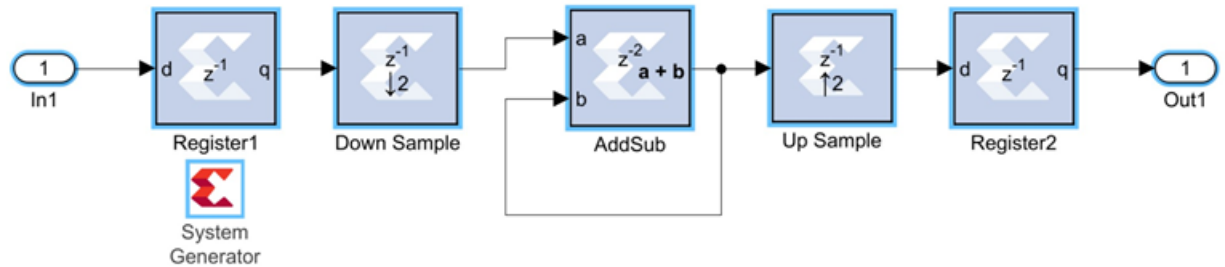 1
In1
d
z-1
q
Register1
z-1
↓2
Down Sample
a
b
z-2
a + b
AddSub
z-1
↑2
Up Sample
d
z-1
q
Register2
1
Out1
System
Generator